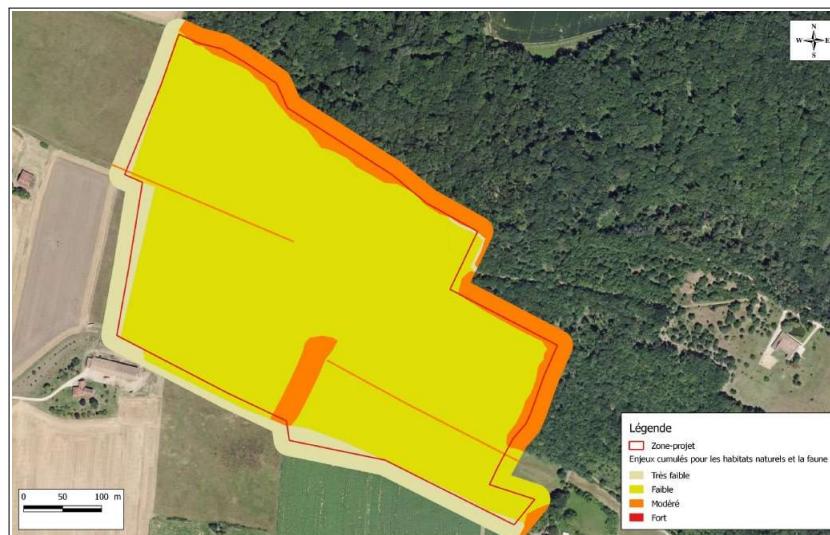 N
W E
S
Légende
Zone-projet
Enjeux cumulés pour les habitats naturels et la faune
Très faible
Faible
Modéré
Fort
0 50 100 m